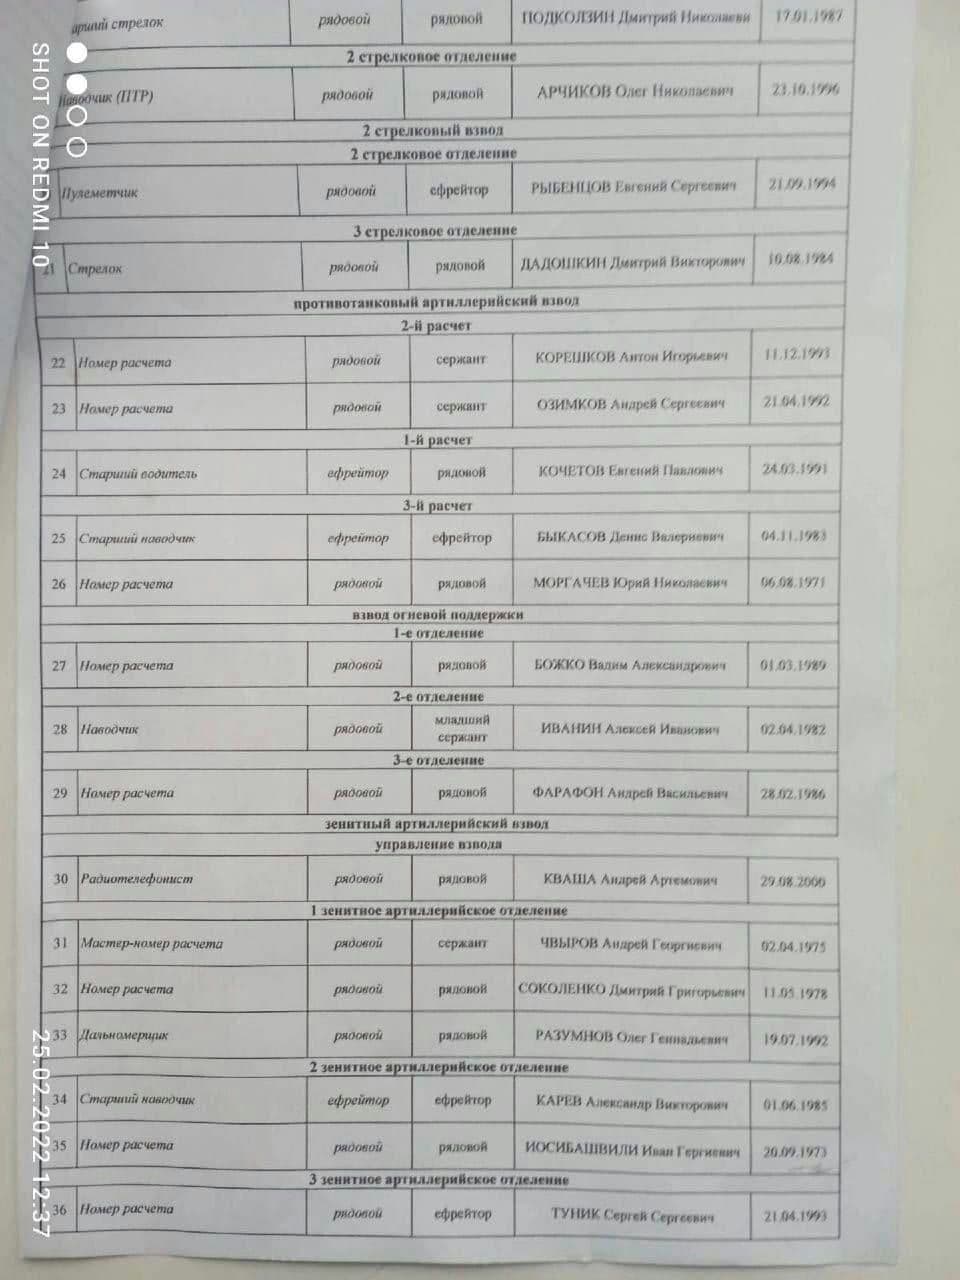 арший стрелок рядовой рядовой ПОДКОЛЗИН Дмитрий Николаеви 17.01.1987
2 стрелковое отделение
Наводчик (ПТР) рядовой рядовой АРЧИКОВ Олег Николаевич 23.10.1996
2 стрелковый взвод
2 стрелковое отделение
Пулеметчик рядовой ефрейтор РЫБЕНЦОВ Евгений Сергеевич 21.09.1994
3 стрелковое отделение
21 Стрелок рядовой рядовой ДАДОШКИН Дмитрий Викторович 10.08.1984
противотанковый артиллерийский взвод
2-й расчет
22 Номер расчета рядовой сержант КОРЕШКОВ Антон Игорьевич 11.12.1993
23 Номер расчета рядовой сержант ОЗИМКОВ Андрей Сергеевич 21.04.1992
1-й расчет
24 Старший водитель ефрейтор рядовой КОЧЕТОВ Евгений Павлович 24.03.1991
3-й расчет
25 Старший наводчик ефрейтор ефрейтор БЫКАСОВ Денис Валериевич 04.11.1983
26 Номер расчета рядовой рядовой МОРГАЧЕВ Юрий Николаевич 06.08.1971
взвод огневой поддержки
1-е отделение
27 Номер расчета рядовой рядовой БОЖКО Вадим Александрович 01.03.1989
2-е отделение
28 Наводчик рядовой младший сержант ИВАНИН Алексей Иванович 02.04.1982
3-е отделение
29 Номер расчета рядовой рядовой ФАРАФОН Андрей Васильевич 28.02.1986
зенитный артиллерийский взвод
управление взвода
30 Радиотелефонист рядовой рядовой КВАША Андрей Артемович 29.08.2000
1 зенитное артиллерийское отделение
31 Мастер-номер расчета рядовой сержант ЧВЫРОВ Андрей Георгиевич 02.04.1975
32 Номер расчета рядовой рядовой СОКОЛЕНКО Дмитрий Григорьевич 11.05.1978
33 Дальномерщик рядовой рядовой РАЗУМНОВ Олег Геннадьевич 19.07.1992
2 зенитное артиллерийское отделение
34 Старший наводчик ефрейтор ефрейтор КАРЕВ Александр Викторович 01.06.1985
35 Номер расчета рядовой рядовой ИОСИБАШВИЛИ Иван Гергиевич 20.09.1973
3 зенитное артиллерийское отделение
36 Номер расчета рядовой ефрейтор ТУНИК Сергей Сергеевич 21.04.1993
SHOT ON REDMI 10
25.02.2022 12:37